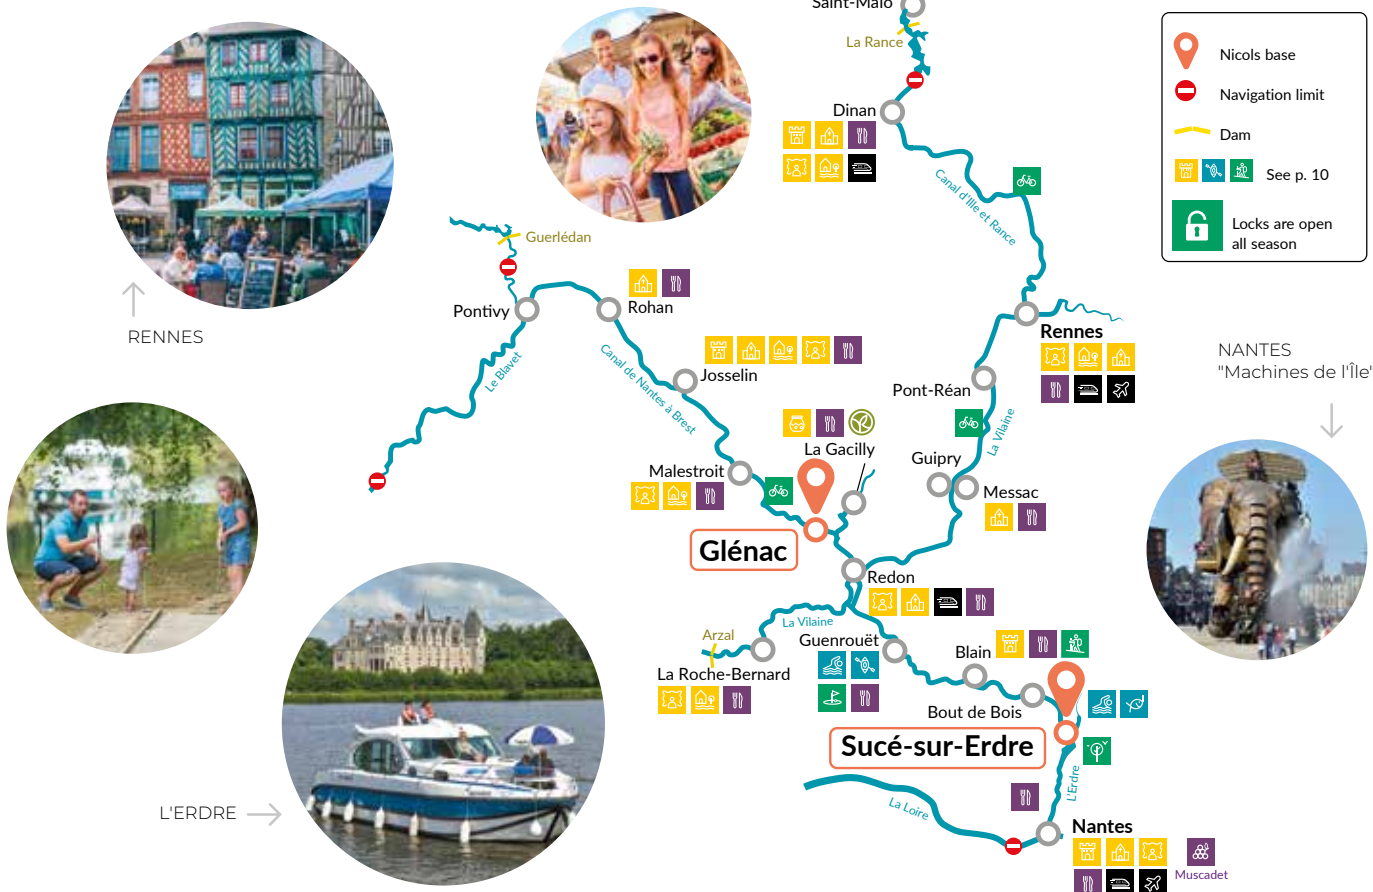 Saint-Malo
La Rance
Nicols base
Navigation limit
Dam
See p. 10
Locks are open
all season
Dinan
Canal d'Ille et Rance
Guerlédan
RENNES
Pontivy
Rohan
Rennes
Le Blavet
Canal de Nantes à Brest
Josselin
NANTES
"Machines de l'Île"
Pont-Réan
La Vilaine
La Gacilly
Guipry
Malestroit
Messac
Glénac
Redon
La Vilaine
Arzal
Guenrouët
Blain
La Roche-Bernard
Bout de Bois
Sucé-sur-Erdre
L'Erdre
La Loire
L'ERDRE
Nantes
Muscadet